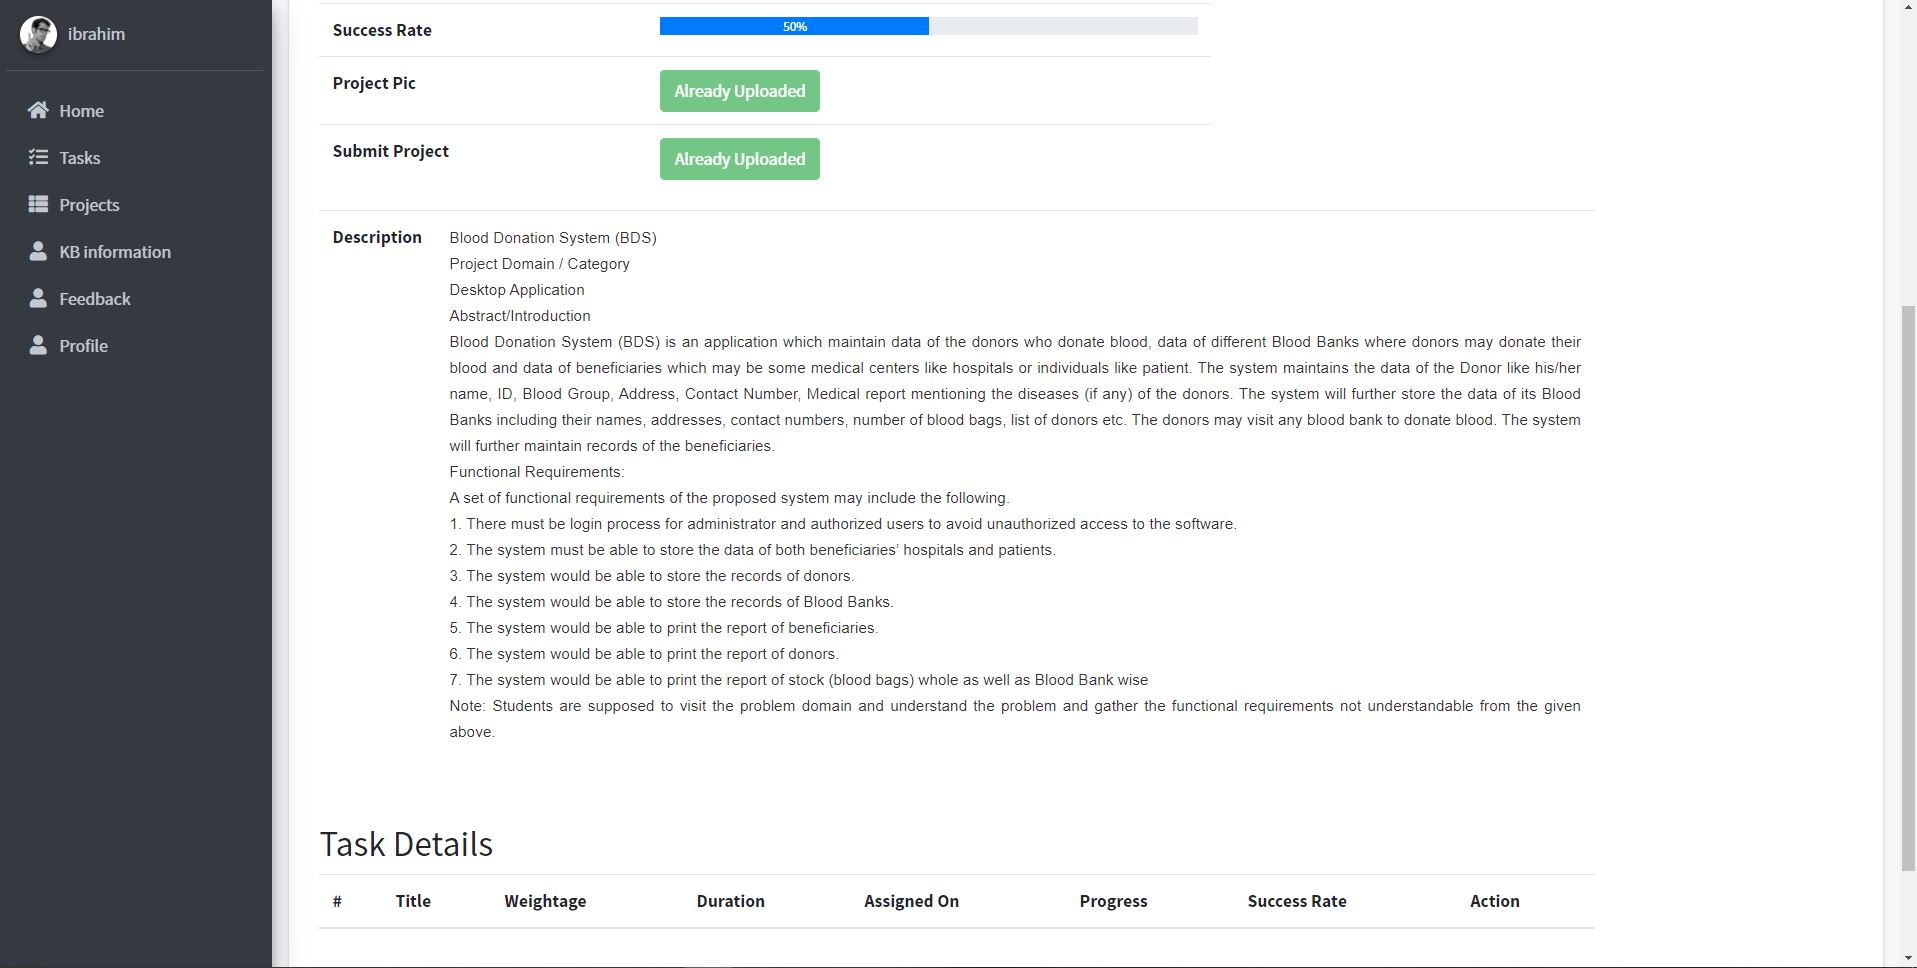 ibrahim
Home
Tasks
Projects
KB information
Feedback
Profile
Success Rate
50%
Project Pic
Already Uploaded
Submit Project
Already Uploaded
Description
Blood Donation System (BDS)
Project Domain / Category
Desktop Application
Abstract/Introduction
Blood Donation System (BDS) is an application which maintain data of the donors who donate blood, data of different Blood Banks where donors may donate their
blood and data of beneficiaries which may be some medical centers like hospitals or individuals like patient. The system maintains the data of the Donor like his/her
name, ID, Blood Group, Address, Contact Number, Medical report mentioning the diseases (if any) of the donors. The system will further store the data of its Blood
Banks including their names, addresses, contact numbers, number of blood bags, list of donors etc. The donors may visit any blood bank to donate blood. The system
will further maintain records of the beneficiaries.
Functional Requirements:
A set of functional requirements of the proposed system may include the following.
1. There must be login process for administrator and authorized users to avoid unauthorized access to the software.
2. The system must be able to store the data of both beneficiaries’ hospitals and patients.
3. The system would be able to store the records of donors.
4. The system would be able to store the records of Blood Banks.
5. The system would be able to print the report of beneficiaries.
6. The system would be able to print the report of donors.
7. The system would be able to print the report of stock (blood bags) whole as well as Blood Bank wise
Note: Students are supposed to visit the problem domain and understand the problem and gather the functional requirements not understandable from the given
above.
Task Details
# Title Weightage Duration Assigned On Progress Success Rate Action